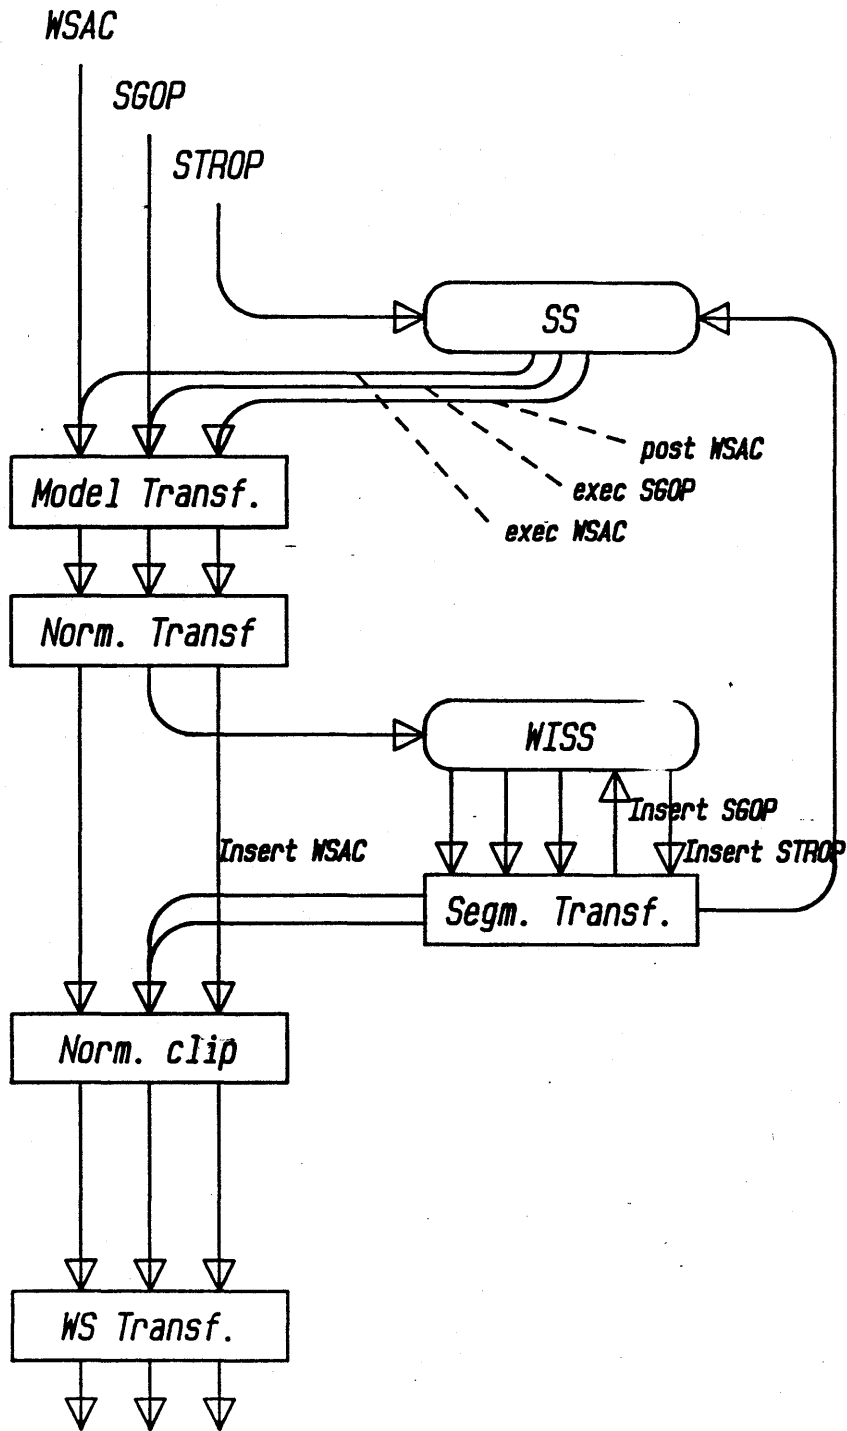 WSAC
SGOP
STROP
SS
post WSAC
exec SGOP
exec WSAC
Model Transf.
Norm. Transf
WISS
Insert SGOP
Insert WSAC
Insert STROP
Segm. Transf.
Norm. clip
WS Transf.